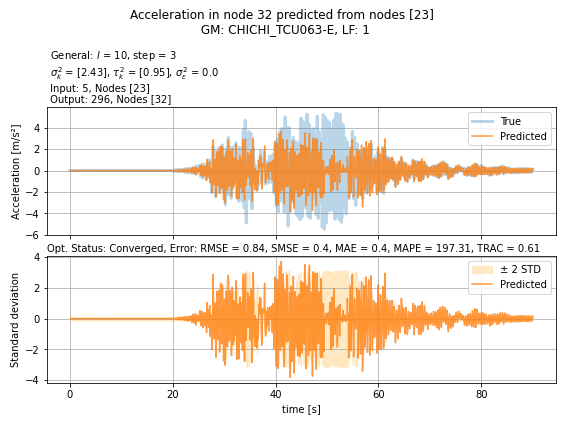 Acceleration in node 32 predicted from nodes [23]
GM: CHICHI_TCU063-E, LF: 1
General: l = 10, step = 3
σ²ₖ = [2.43], τ²ₖ = [0.95], σ²ε = 0.0
Input: 5, Nodes [23]
Output: 296, Nodes [32]
Acceleration [m/s²]
4
2
0
−2
−4
−6
True
Predicted
Opt. Status: Converged, Error: RMSE = 0.84, SMSE = 0.4, MAE = 0.4, MAPE = 197.31, TRAC = 0.61
Standard deviation
4
2
0
−2
−4
± 2 STD
Predicted
0 20 40 60 80
time [s]